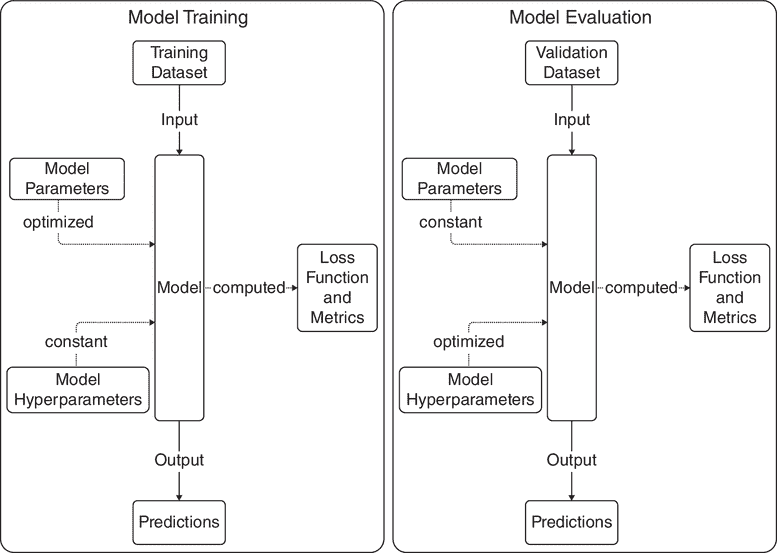 Model Training
Training
Dataset
Input
Model
Parameters
optimized
Model
computed
Loss
Function
and
Metrics
constant
Model
Hyperparameters
Output
Predictions
Model Evaluation
Validation
Dataset
Input
Model
Parameters
constant
Model
computed
Loss
Function
and
Metrics
optimized
Model
Hyperparameters
Output
Predictions